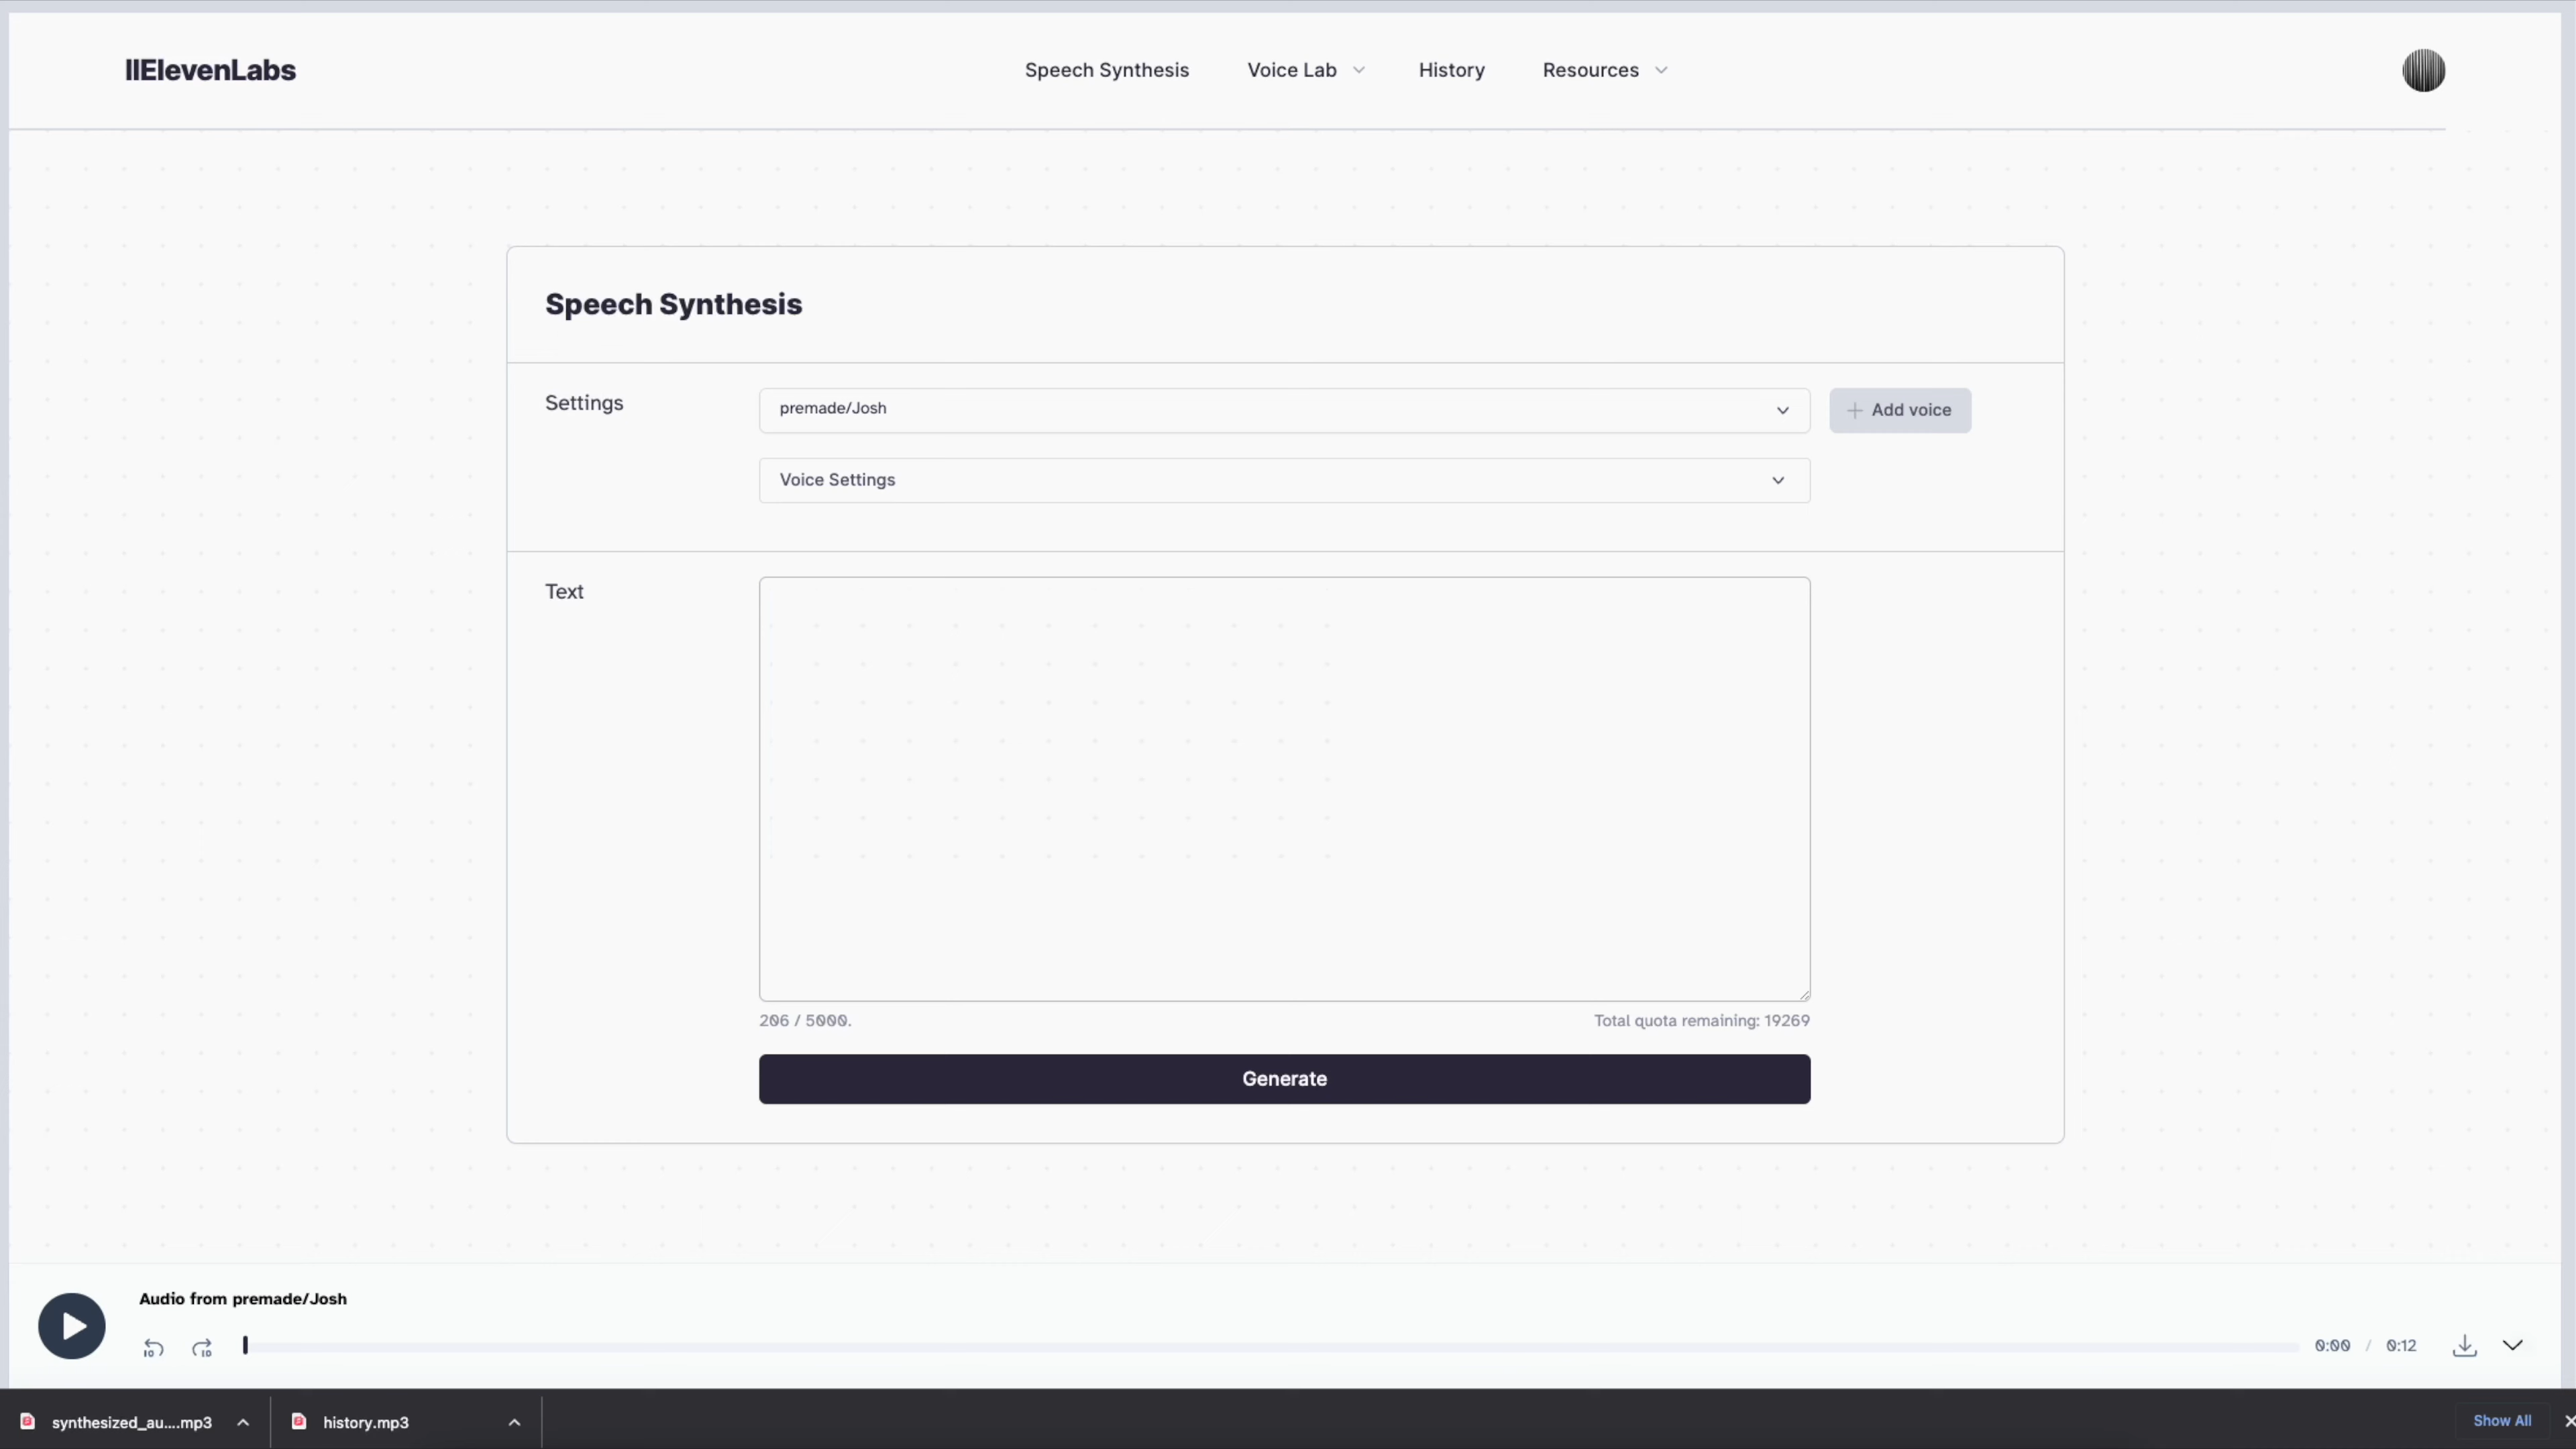 IIElevenLabs
Speech Synthesis
Voice Lab
History
Resources
Speech Synthesis
Settings
premade/Josh
+ Add voice
Voice Settings
Text
206 / 5000.
Total quota remaining: 19269
Generate
Audio from premade/Josh
10
10
0:00 / 0:12
synthesized_au....mp3
history.mp3
Show All